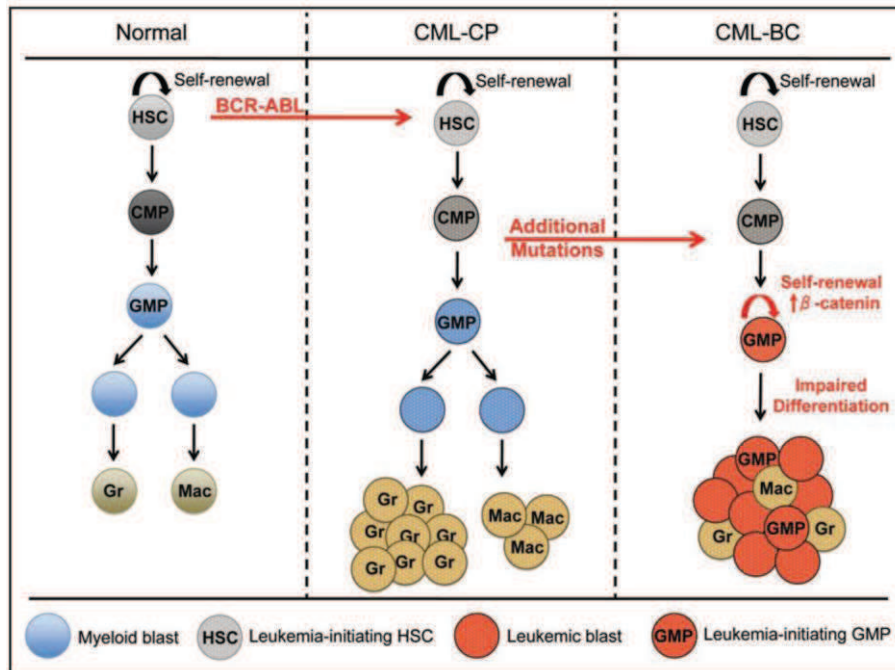 Normal
CML-CP
CML-BC
Self-renewal
HSC
CMP
GMP
Gr
Mac
BCR-ABL
Self-renewal
HSC
CMP
GMP
Gr
Gr
Gr
Gr
Gr
Gr
Gr
Gr
Mac
Mac
Mac
Additional
Mutations
Self-renewal
HSC
CMP
Self-renewal
↑β-catenin
GMP
Impaired
Differentiation
GMP
Mac
Gr
GMP
Gr
Myeloid blast
HSC
Leukemia-initiating HSC
Leukemic blast
GMP
Leukemia-initiating GMP